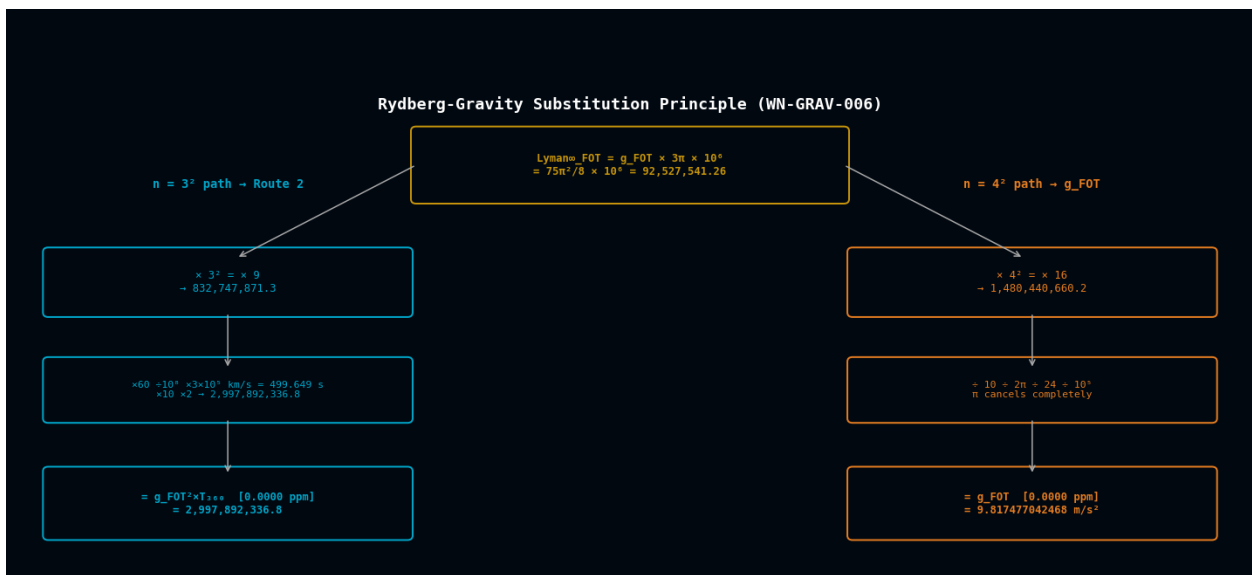 Rydberg-Gravity Substitution Principle (WN-GRAV-006)
Lyman∞_FOT = g_FOT × 3π × 10⁶
= 75π²/8 × 10⁶ = 92,527,541.26
n = 3² path → Route 2
n = 4² path → g_FOT
× 3² = × 9
→ 832,747,871.3
× 4² = × 16
→ 1,480,440,660.2
×60 ÷10⁸ ×3×10⁵ km/s = 499.649 s
×10 ×2 → 2,997,892,336.8
÷ 10 ÷ 2π ÷ 24 ÷ 10⁵
π cancels completely
= g_FOT²×T₃₆₀ [0.0000 ppm]
= 2,997,892,336.8
= g_FOT [0.0000 ppm]
= 9.817477042468 m/s²